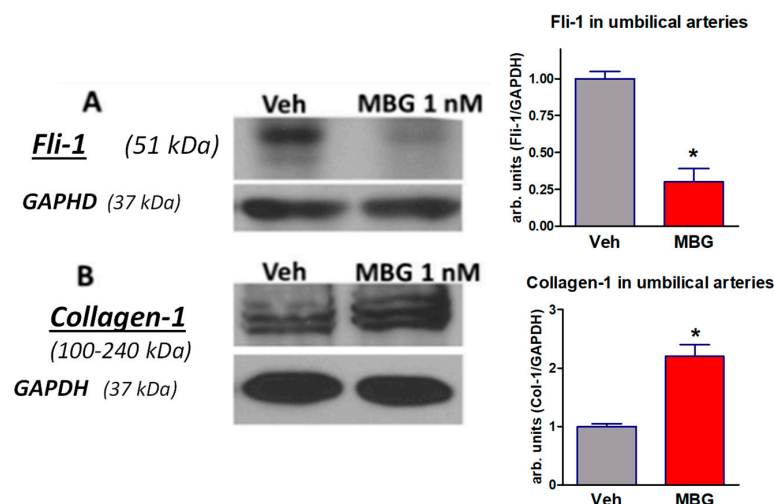 A
Veh MBG 1 nM
Fli-1 (51 kDa)
GAPHD (37 kDa)
Fli-1 in umbilical arteries
arb. units (Fli-1/GAPDH)
1.00
0.75
0.50
0.25
0.00
*
Veh MBG
B
Veh MBG 1 nM
Collagen-1
(100-240 kDa)
GAPDH (37 kDa)
Collagen-1 in umbilical arteries
arb. units (Col-1/GAPDH)
3
2
1
0
*
Veh MBG